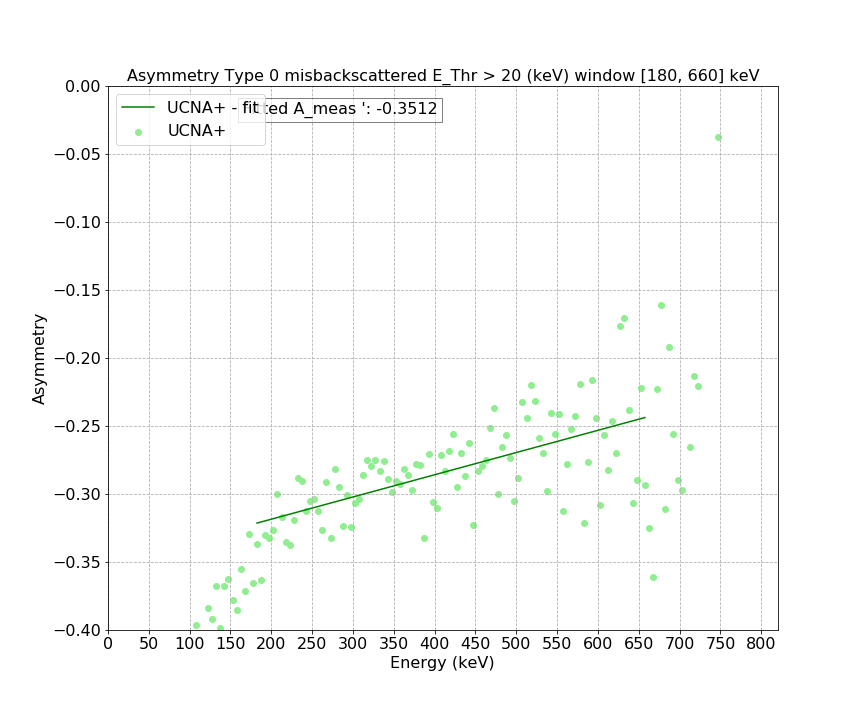 Asymmetry Type 0 misbackscattered E_Thr > 20 (keV) window [180, 660] keV
UCNA+ - fit
tted A_meas ': -0.3512
UCNA+
0.00
−0.05
−0.10
−0.15
−0.20
−0.25
−0.30
−0.35
−0.40
Asymmetry
0 50 100 150 200 250 300 350 400 450 500 550 600 650 700 750 800
Energy (keV)